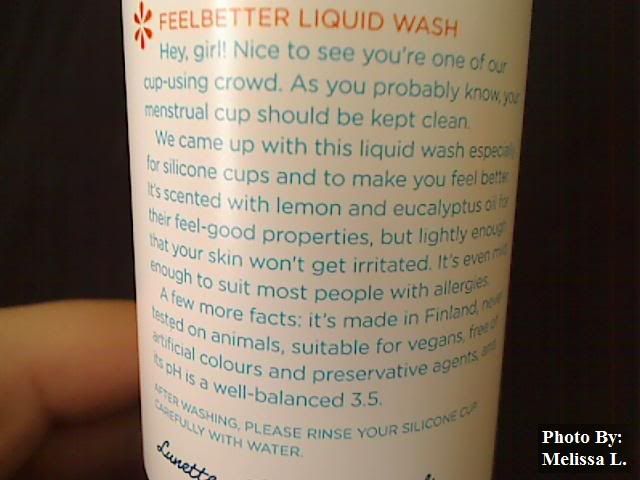 FEELBETTER LIQUID WASH
Hey, girl! Nice to see you're one of our
cup-using crowd. As you probably know, your
menstrual cup should be kept clean.
We came up with this liquid wash especially
for silicone cups and to make you feel better.
It's scented with lemon and eucalyptus oil for
their feel-good properties, but lightly enough
that your skin won't get irritated. It's even mild
enough to suit most people with allergies.
A few more facts: it's made in Finland, never
tested on animals, suitable for vegans, free of
artificial colours and preservative agents, and
its pH is a well-balanced 3.5.
AFTER WASHING, PLEASE RINSE YOUR SILICONE CUP
CAREFULLY WITH WATER.
Lunette
Photo By:
Melissa L.